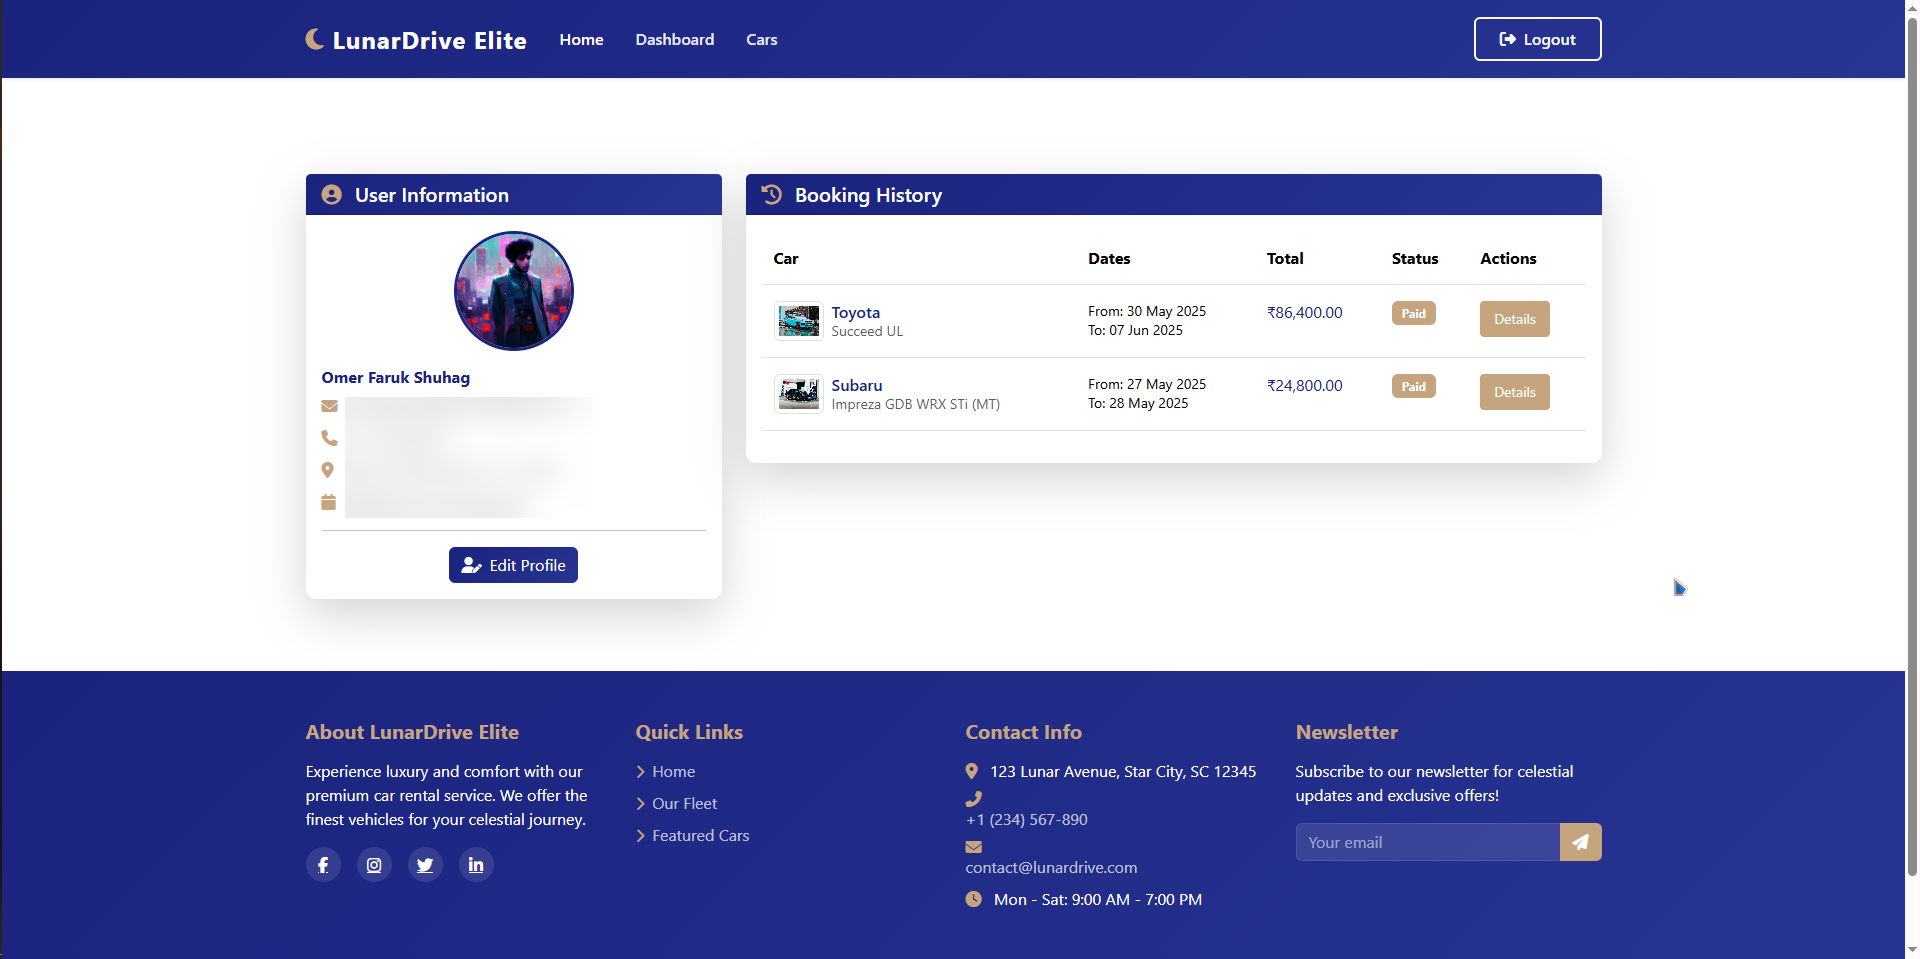 LunarDrive Elite
Home
Dashboard
Cars
Logout
User Information
Omer Faruk Shuhag
Edit Profile
Booking History
Car
Dates
Total
Status
Actions
Toyota
Succeed UL
From: 30 May 2025
To: 07 Jun 2025
₹86,400.00
Paid
Details
Subaru
Impreza GDB WRX STi (MT)
From: 27 May 2025
To: 28 May 2025
₹24,800.00
Paid
Details
About LunarDrive Elite
Experience luxury and comfort with our
premium car rental service. We offer the
finest vehicles for your celestial journey.
Quick Links
Home
Our Fleet
Featured Cars
Contact Info
123 Lunar Avenue, Star City, SC 12345
+1 (234) 567-890
contact@lunardrive.com
Mon - Sat: 9:00 AM - 7:00 PM
Newsletter
Subscribe to our newsletter for celestial
updates and exclusive offers!
Your email